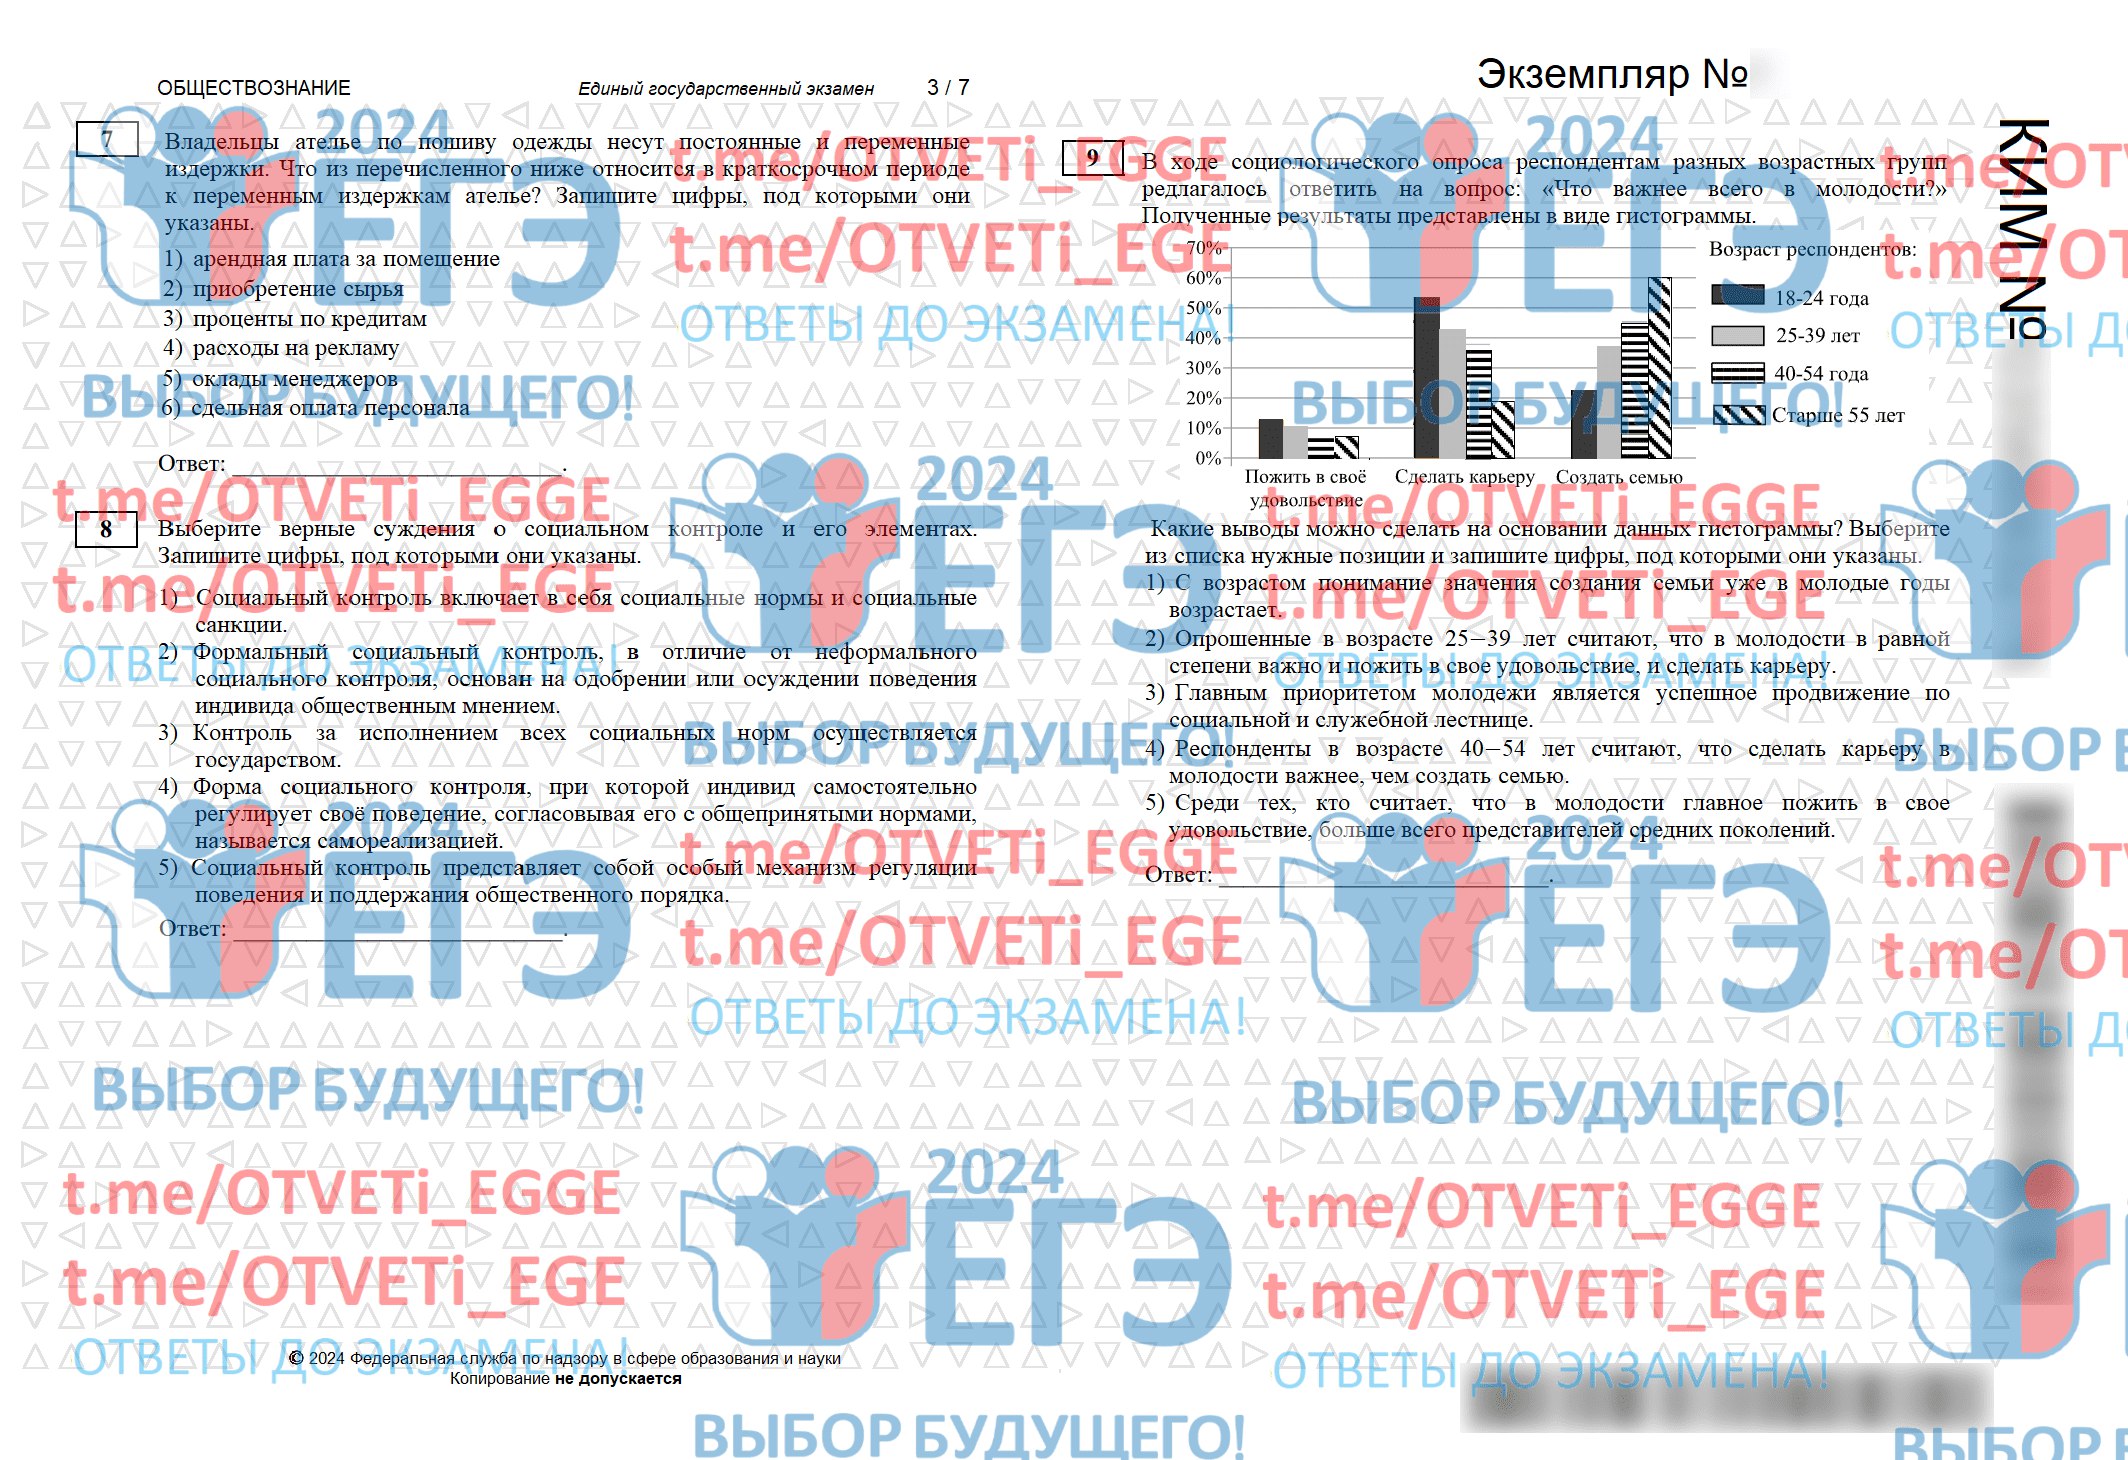 ОБЩЕСТВОЗНАНИЕ
Единый государственный экзамен
3 / 7
7
Владельцы ателье по пошиву одежды несут постоянные и переменные
издержки. Что из перечисленного ниже относится в краткосрочном периоде
к переменным издержкам ателье? Запишите цифры, под которыми они
указаны.
1) арендная плата за помещение
2) приобретение сырья
3) проценты по кредитам
4) расходы на рекламу
5) оклады менеджеров
6) сдельная оплата персонала
Ответ: ___________________________.
8
Выберите верные суждения о социальном контроле и его элементах.
Запишите цифры, под которыми они указаны.
1) Социальный контроль включает в себя социальные нормы и социальные
санкции.
2) Формальный социальный контроль, в отличие от неформального
социального контроля, основан на одобрении или осуждении поведения
индивида общественным мнением.
3) Контроль за исполнением всех социальных норм осуществляется
государством.
4) Форма социального контроля, при которой индивид самостоятельно
регулирует своё поведение, согласовывая его с общепринятыми нормами,
называется самореализацией.
5) Социальный контроль представляет собой особый механизм регуляции
поведения и поддержания общественного порядка.
Ответ: ___________________________.
© 2024 Федеральная служба по надзору в сфере образования и науки
Копирование не допускается
Экземпляр №
КИМ №
9
В ходе социологического опроса респондентам разных возрастных групп
редлагалось ответить на вопрос: «Что важнее всего в молодости?»
Полученные результаты представлены в виде гистограммы.
70%
60%
50%
40%
30%
20%
10%
0%
Пожить в своё
удовольствие
Сделать карьеру
Создать семью
Возраст респондентов:
18-24 года
25-39 лет
40-54 года
Старше 55 лет
Какие выводы можно сделать на основании данных гистограммы? Выберите
из списка нужные позиции и запишите цифры, под которыми они указаны.
1) С возрастом понимание значения создания семьи уже в молодые годы
возрастает.
2) Опрошенные в возрасте 25–39 лет считают, что в молодости в равной
степени важно и пожить в свое удовольствие, и сделать карьеру.
3) Главным приоритетом молодежи является успешное продвижение по
социальной и служебной лестнице.
4) Респонденты в возрасте 40–54 лет считают, что сделать карьеру в
молодости важнее, чем создать семью.
5) Среди тех, кто считает, что в молодости главное пожить в свое
удовольствие, больше всего представителей средних поколений.
Ответ: ___________________________.
2024
ЕГЭ
ВЫБОР БУДУЩЕГО!
t.me/OTVETi_EGGE
t.me/OTVETi_EGE
ОТВЕТЫ ДО ЭКЗАМЕНА!